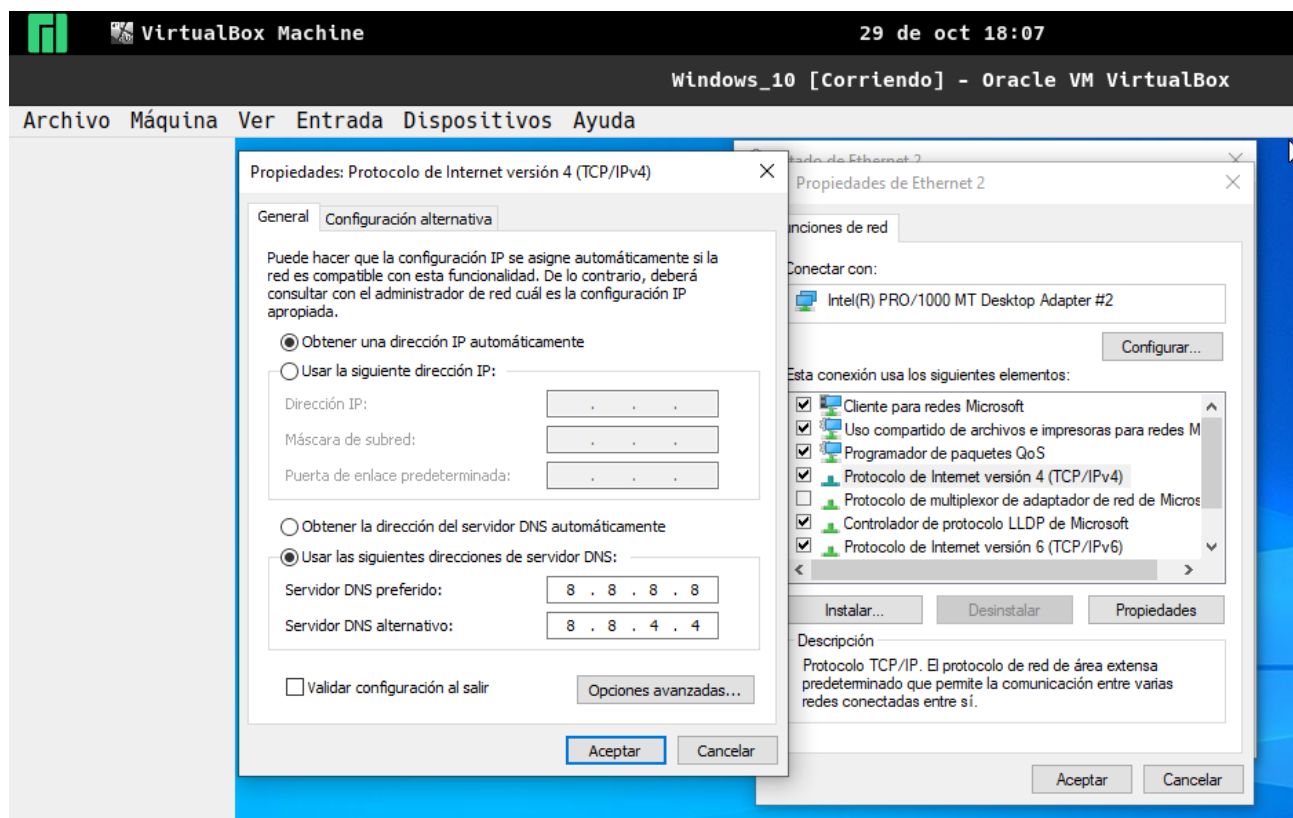 VirtualBox Machine
29 de oct 18:07
Windows_10 [Corriendo] - Oracle VM VirtualBox
Archivo Máquina Ver Entrada Dispositivos Ayuda
Propiedades: Protocolo de Internet versión 4 (TCP/IPv4)
General
Configuración alternativa
Puede hacer que la configuración IP se asigne automáticamente si la
red es compatible con esta funcionalidad. De lo contrario, deberá
consultar con el administrador de red cuál es la configuración IP
apropiada.
Obtener una dirección IP automáticamente
Usar la siguiente dirección IP:
Dirección IP:
. . .
Máscara de subred:
. . .
Puerta de enlace predeterminada:
. . .
Obtener la dirección del servidor DNS automáticamente
Usar las siguientes direcciones de servidor DNS:
Servidor DNS preferido:
8 . 8 . 8 . 8
Servidor DNS alternativo:
8 . 8 . 4 . 4
Validar configuración al salir
Opciones avanzadas...
Aceptar
Cancelar
de Ethernet 2
Propiedades de Ethernet 2
nciones de red
Conectar con:
Intel(R) PRO/1000 MT Desktop Adapter #2
Configurar...
Esta conexión usa los siguientes elementos:
Cliente para redes Microsoft
Uso compartido de archivos e impresoras para redes M
Programador de paquetes QoS
Protocolo de Internet versión 4 (TCP/IPv4)
Protocolo de multiplexor de adaptador de red de Micros
Controlador de protocolo LLDP de Microsoft
Protocolo de Internet versión 6 (TCP/IPv6)
Instalar...
Desinstalar
Propiedades
Descripción
Protocolo TCP/IP. El protocolo de red de área extensa
predeterminado que permite la comunicación entre varias
redes conectadas entre sí.
Aceptar
Cancelar